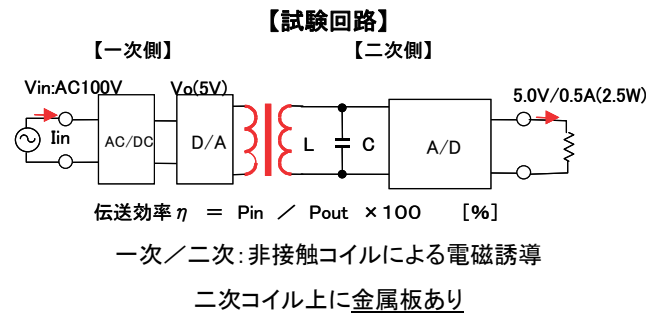 【試験回路】
【一次側】
【二次側】
Vin:AC100V
Vo(5V)
5.0V/0.5A(2.5W)
Iin
AC/DC
D/A
L
C
A/D
伝送効率η = Pin / Pout ×100 [%]
一次/二次:非接触コイルによる電磁誘導
二次コイル上に金属板あり